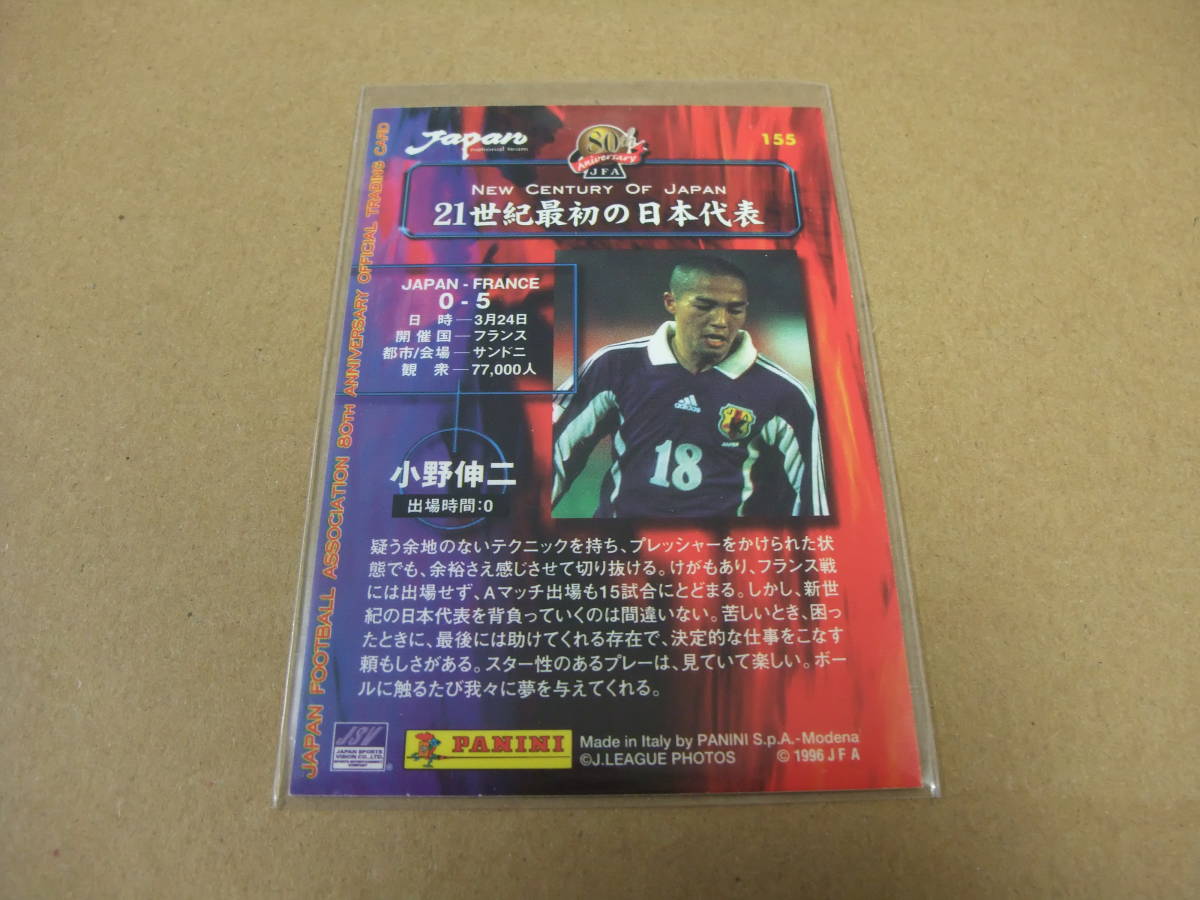 Japan
national team
80th
Aniversary
JFA
155
NEW CENTURY OF JAPAN
21世紀最初の日本代表
JAPAN FOOTBALL ASSOCIATION 80TH ANNIVERSARY OFFICIAL TRADING CARD
JAPAN - FRANCE
0 - 5
日 時 ― 3月24日
開 催 国 ― フランス
都市/会場 ― サンドニ
観 衆 ― 77,000人
adidas
JAPAN
18
小野伸二
出場時間:0
疑う余地のないテクニックを持ち、プレッシャーをかけられた状
態でも、余裕さえ感じさせて切り抜ける。けがもあり、フランス戦
には出場せず、Aマッチ出場も15試合にとどまる。しかし、新世
紀の日本代表を背負っていくのは間違いない。苦しいとき、困っ
たときに、最後には助けてくれる存在で、決定的な仕事をこなす
頼もしさがある。スター性のあるプレーは、見ていて楽しい。ボー
ルに触るたび我々に夢を与えてくれる。
JSV
JAPAN SPORTS
VISION CO.,LTD.
SPORTS ENTERTAINMENT
COMPANY
®
PANINI
Made in Italy by PANINI S.p.A.-Modena
©J.LEAGUE PHOTOS © 1996 J F A